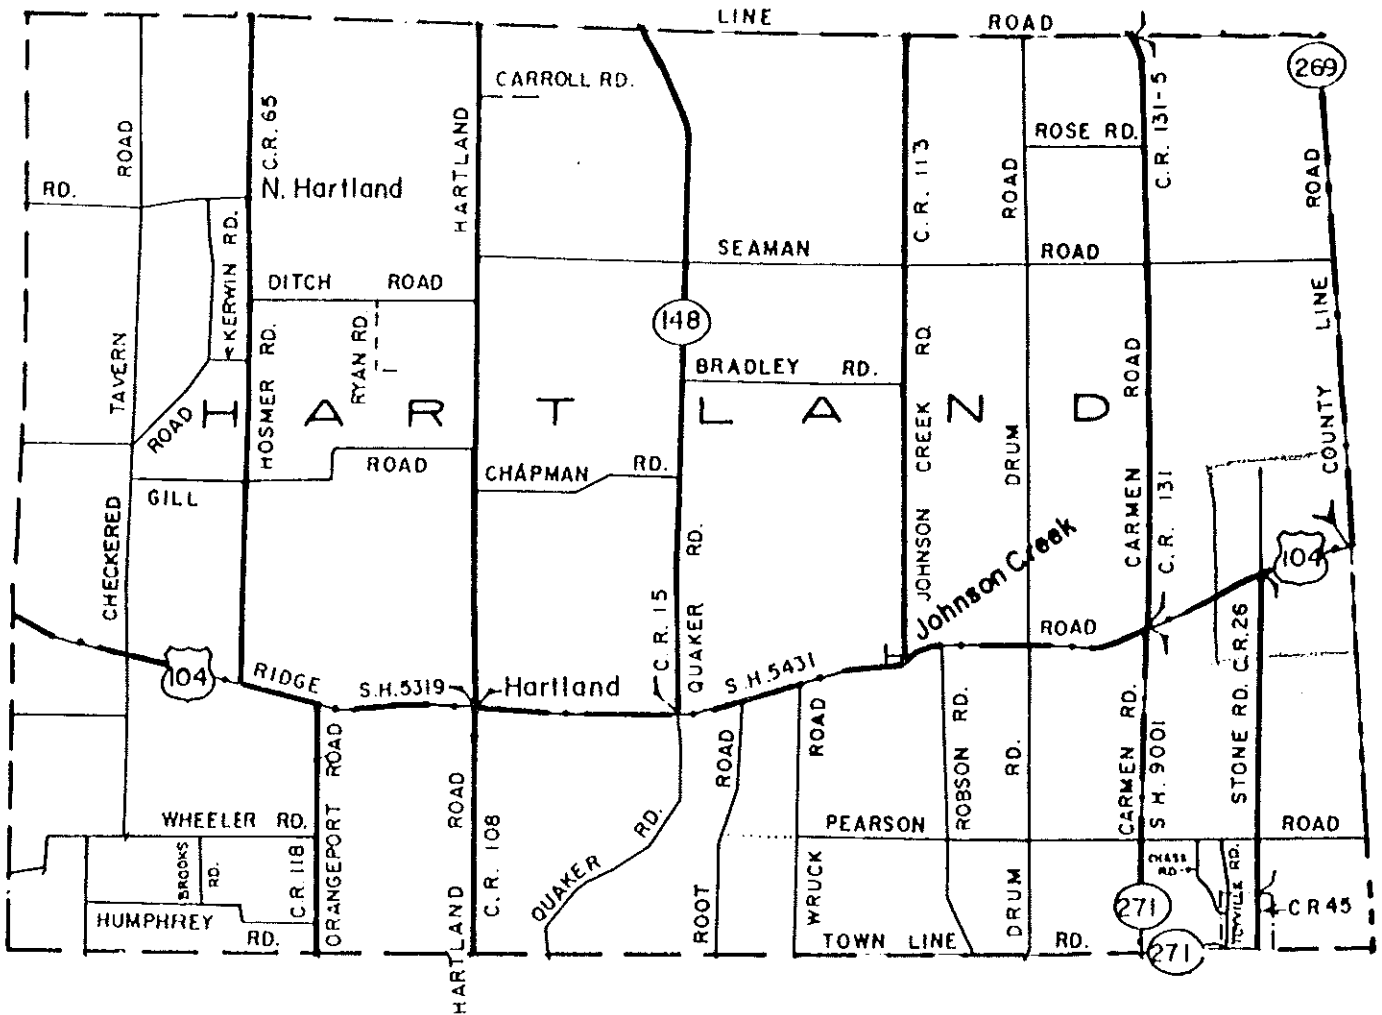 LINE ROAD
269
CARROLL RD.
ROAD
C.R. 65
HARTLAND
C.R. 113
ROAD
ROSE RD.
C.R. 131-5
ROAD
RD.
N. Hartland
KERWIN RD.
SEAMAN ROAD
DITCH ROAD
148
COUNTY LINE
TAVERN
HOSMER RD.
RYAN RD.
BRADLEY RD.
JOHNSON CREEK RD
CARMEN ROAD
HARTLAND
ROAD
ROAD
CHAPMAN RD.
DRUM
C.R. 131
GILL
CHECKERED
QUAKER RD.
C.R. 15
Johnson Creek
104
ROAD
104
RIDGE
S.H. 5319
Hartland
S.H. 5431
H
STONE RD. C.R. 26
ORANGEPORT ROAD
HARTLAND ROAD
ROOT ROAD
WRUCK ROAD
ROBSON RD.
DRUM RD.
CARMEN RD.
S.H. 9001
WHEELER RD.
QUAKER RD.
PEARSON
ROAD
BROOKS RD.
C.R. 118
C.R. 108
CHASE RD
TOYVILLE RD.
HUMPHREY RD.
271
CR 45
TOWN LINE RD.
271